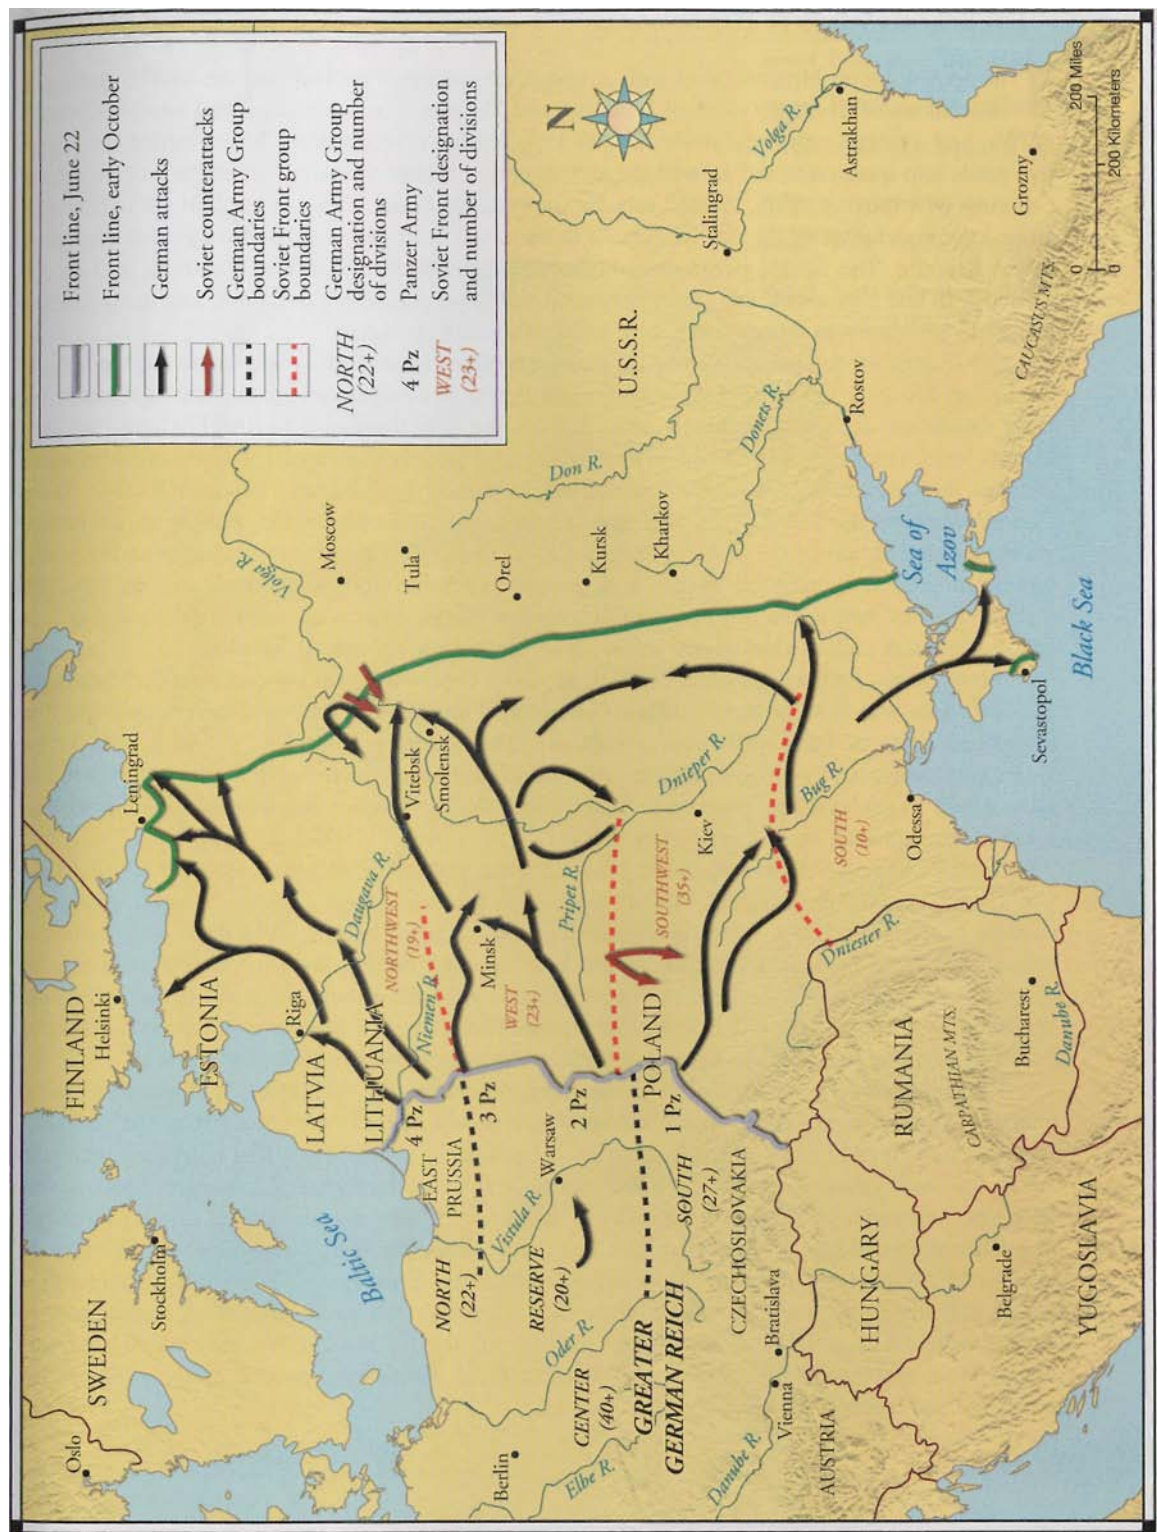 Front line, June 22
Front line, early October
German attacks
Soviet counterattacks
German Army Group
boundaries
Soviet Front group
boundaries
NORTH
(22+)
German Army Group
designation and number
of divisions
4 Pz
Panzer Army
WEST
(23+)
Soviet Front designation
and number of divisions
N
Oslo
SWEDEN
Stockholm
Baltic Sea
FINLAND
Helsinki
Leningrad
ESTONIA
Riga
LATVIA
LITHUANIA
Daugava R.
Niemen R.
NORTHWEST
(19+)
Volga R.
Moscow
Tula
Vitebsk
Smolensk
Orel
Kursk
Kharkov
Don R.
Donets R.
U.S.S.R.
Stalingrad
Volga R.
Astrakhan
Grozny
Rostov
CAUCASUS MTS.
0
200 Miles
0
200 Kilometers
Berlin
Elbe R.
Oder R.
NORTH
(22+)
EAST
PRUSSIA
4 Pz
3 Pz
Vistula R.
Warsaw
RESERVE
(20+)
CENTER
(40+)
2 Pz
WEST
(23+)
Minsk
Pripet R.
GREATER
GERMAN REICH
POLAND
1 Pz
SOUTH
(27+)
SOUTHWEST
(35+)
Kiev
Dnieper R.
Bug R.
SOUTH
(10+)
Dniester R.
Odessa
Sea of
Azov
Sevastopol
Black Sea
Danube R.
Vienna
AUSTRIA
CZECHOSLOVAKIA
Bratislava
HUNGARY
RUMANIA
CARPATHIAN MTS.
Bucharest
Danube R.
Belgrade
YUGOSLAVIA